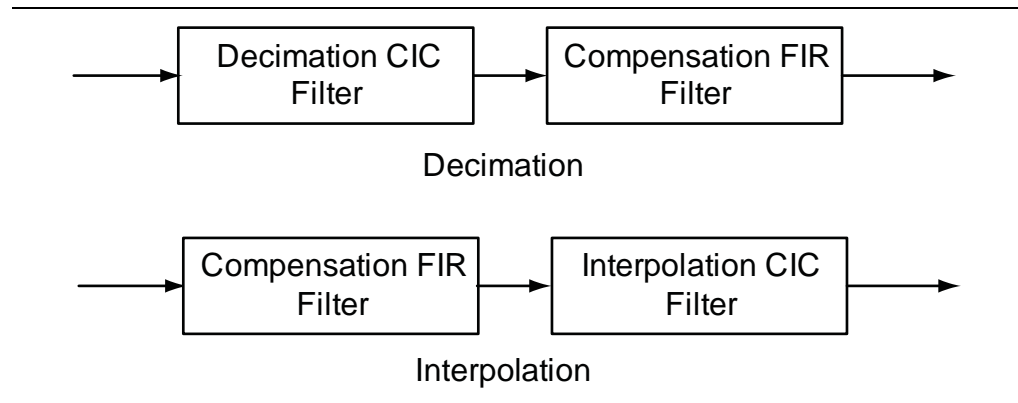 Decimation CIC
Filter
Compensation FIR
Filter
Decimation
Compensation FIR
Filter
Interpolation CIC
Filter
Interpolation